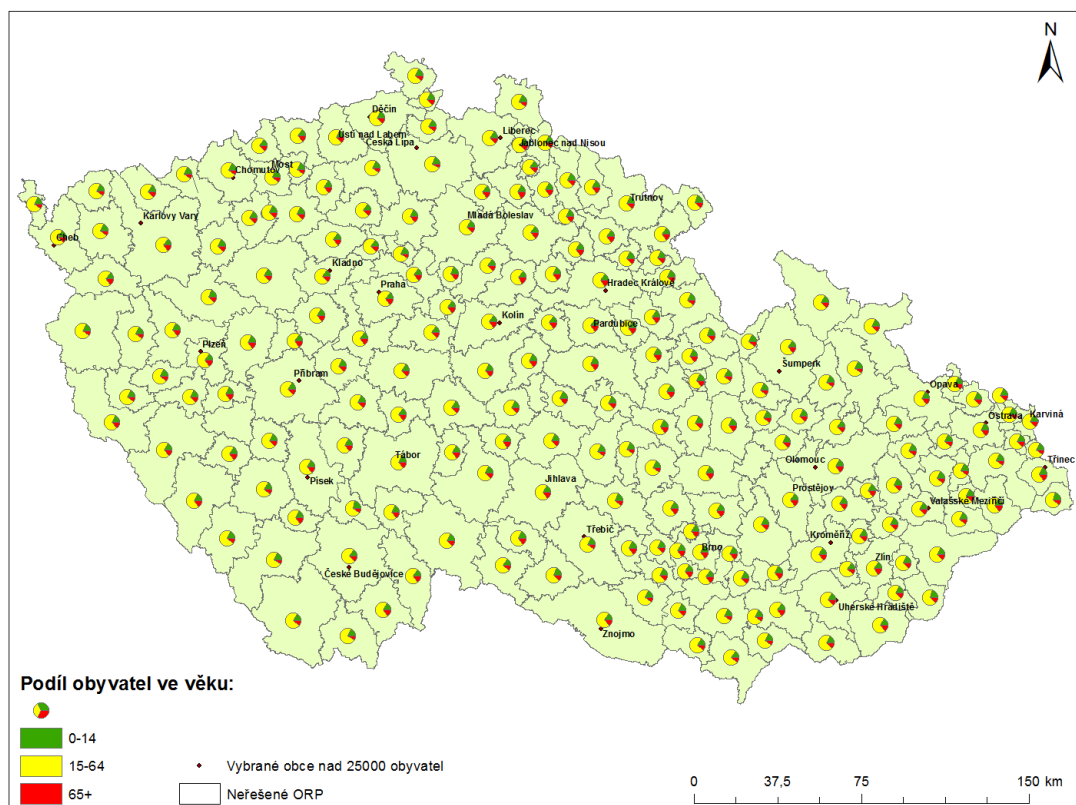 N
Děčín
Ústí nad Labem
Česká Lípa
Liberec
Jablonec nad Nisou
Most
Chomutov
Trutnov
Karlovy Vary
Mladá Boleslav
Cheb
Kladno
Praha
Hradec Králové
Kolín
Pardubice
Plzeň
Příbram
Šumperk
Opava
Ostrava
Karviná
Třinec
Olomouc
Tábor
Písek
Jihlava
Prostějov
Valašské Meziříčí
Třebíč
Kroměříž
Brno
Zlín
České Budějovice
Uherské Hradiště
Znojmo
Podíl obyvatel ve věku:
0-14
15-64
65+
Vybrané obce nad 25000 obyvatel
Neřešené ORP
0 37,5 75 150 km